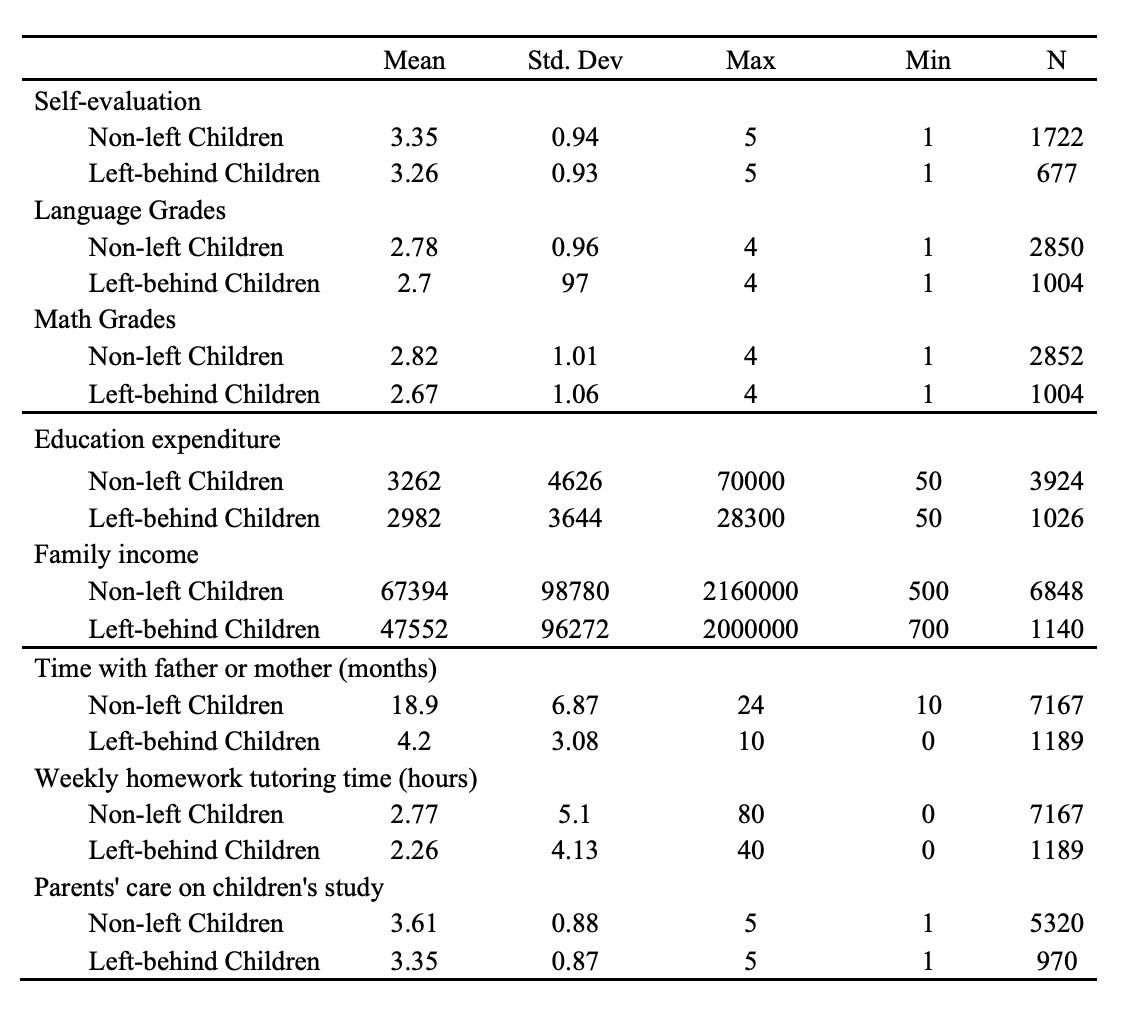 Mean Std. Dev Max Min N
Self-evaluation
Non-left Children 3.35 0.94 5 1 1722
Left-behind Children 3.26 0.93 5 1 677
Language Grades
Non-left Children 2.78 0.96 4 1 2850
Left-behind Children 2.7 97 4 1 1004
Math Grades
Non-left Children 2.82 1.01 4 1 2852
Left-behind Children 2.67 1.06 4 1 1004
Education expenditure
Non-left Children 3262 4626 70000 50 3924
Left-behind Children 2982 3644 28300 50 1026
Family income
Non-left Children 67394 98780 2160000 500 6848
Left-behind Children 47552 96272 2000000 700 1140
Time with father or mother (months)
Non-left Children 18.9 6.87 24 10 7167
Left-behind Children 4.2 3.08 10 0 1189
Weekly homework tutoring time (hours)
Non-left Children 2.77 5.1 80 0 7167
Left-behind Children 2.26 4.13 40 0 1189
Parents' care on children's study
Non-left Children 3.61 0.88 5 1 5320
Left-behind Children 3.35 0.87 5 1 970